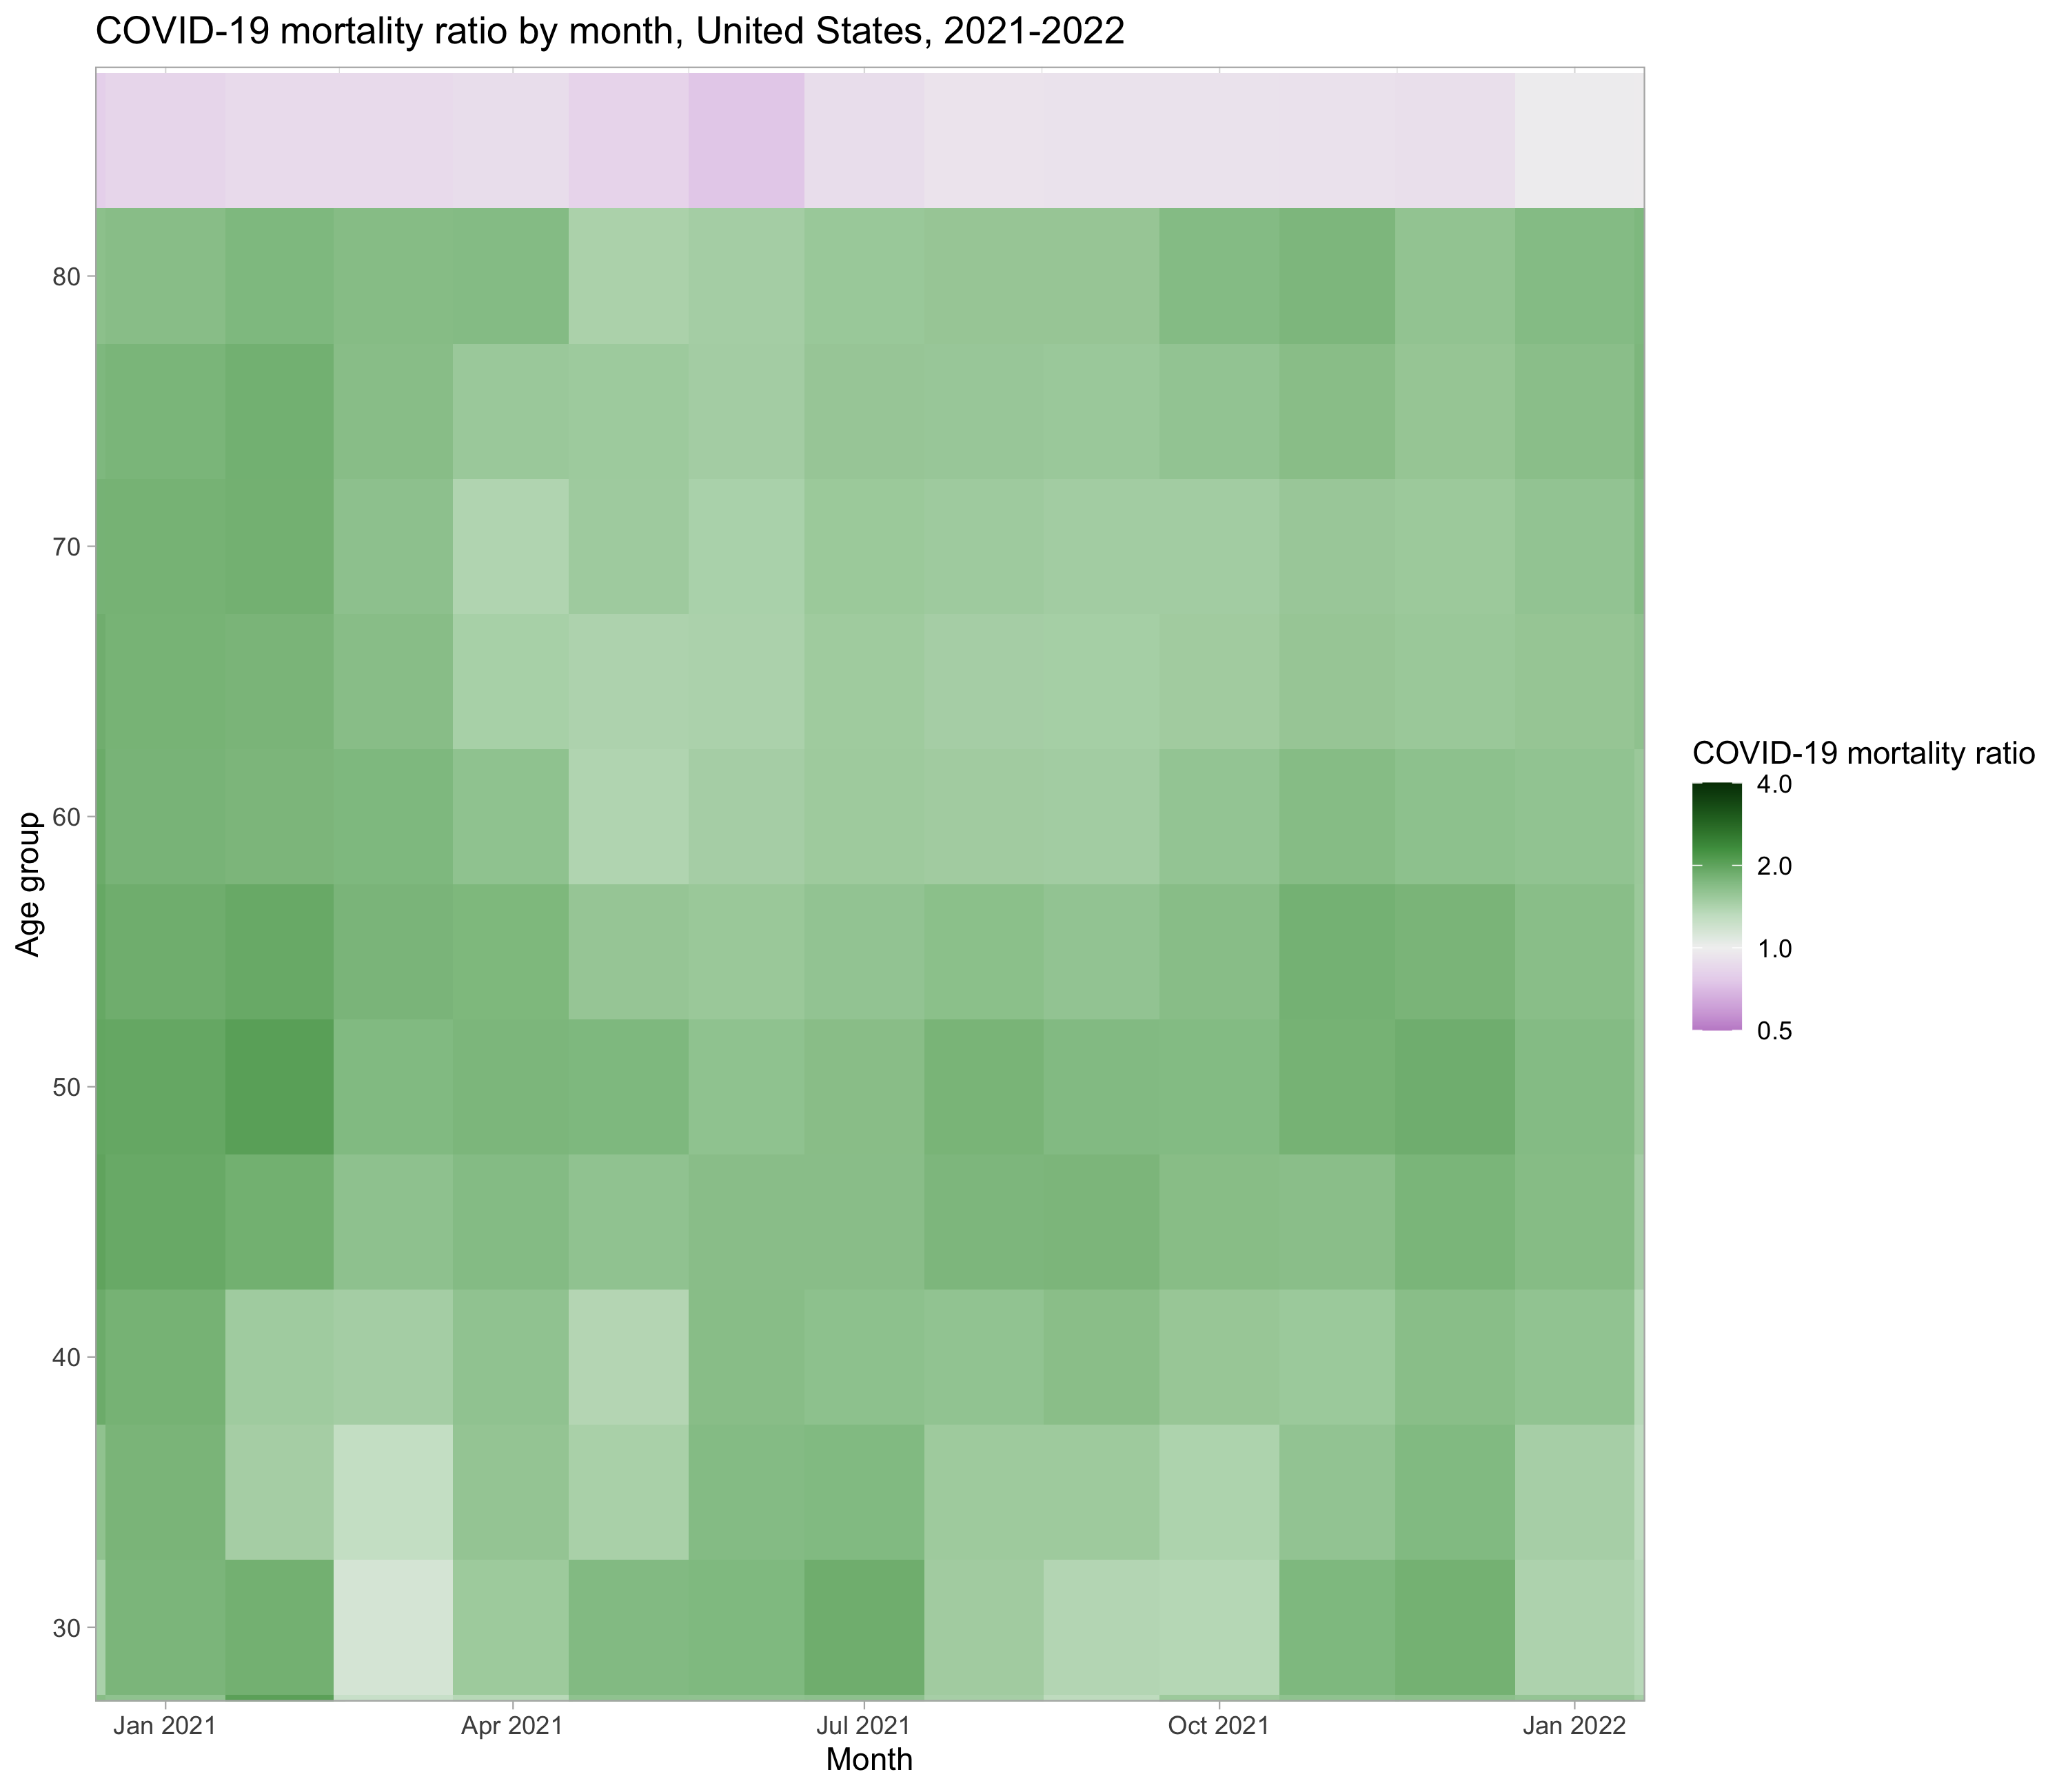 COVID-19 mortality ratio by month, United States, 2021-2022
80
70
60
50
40
30
Age group
Jan 2021
Apr 2021
Jul 2021
Oct 2021
Jan 2022
Month
COVID-19 mortality ratio
4.0
2.0
1.0
0.5